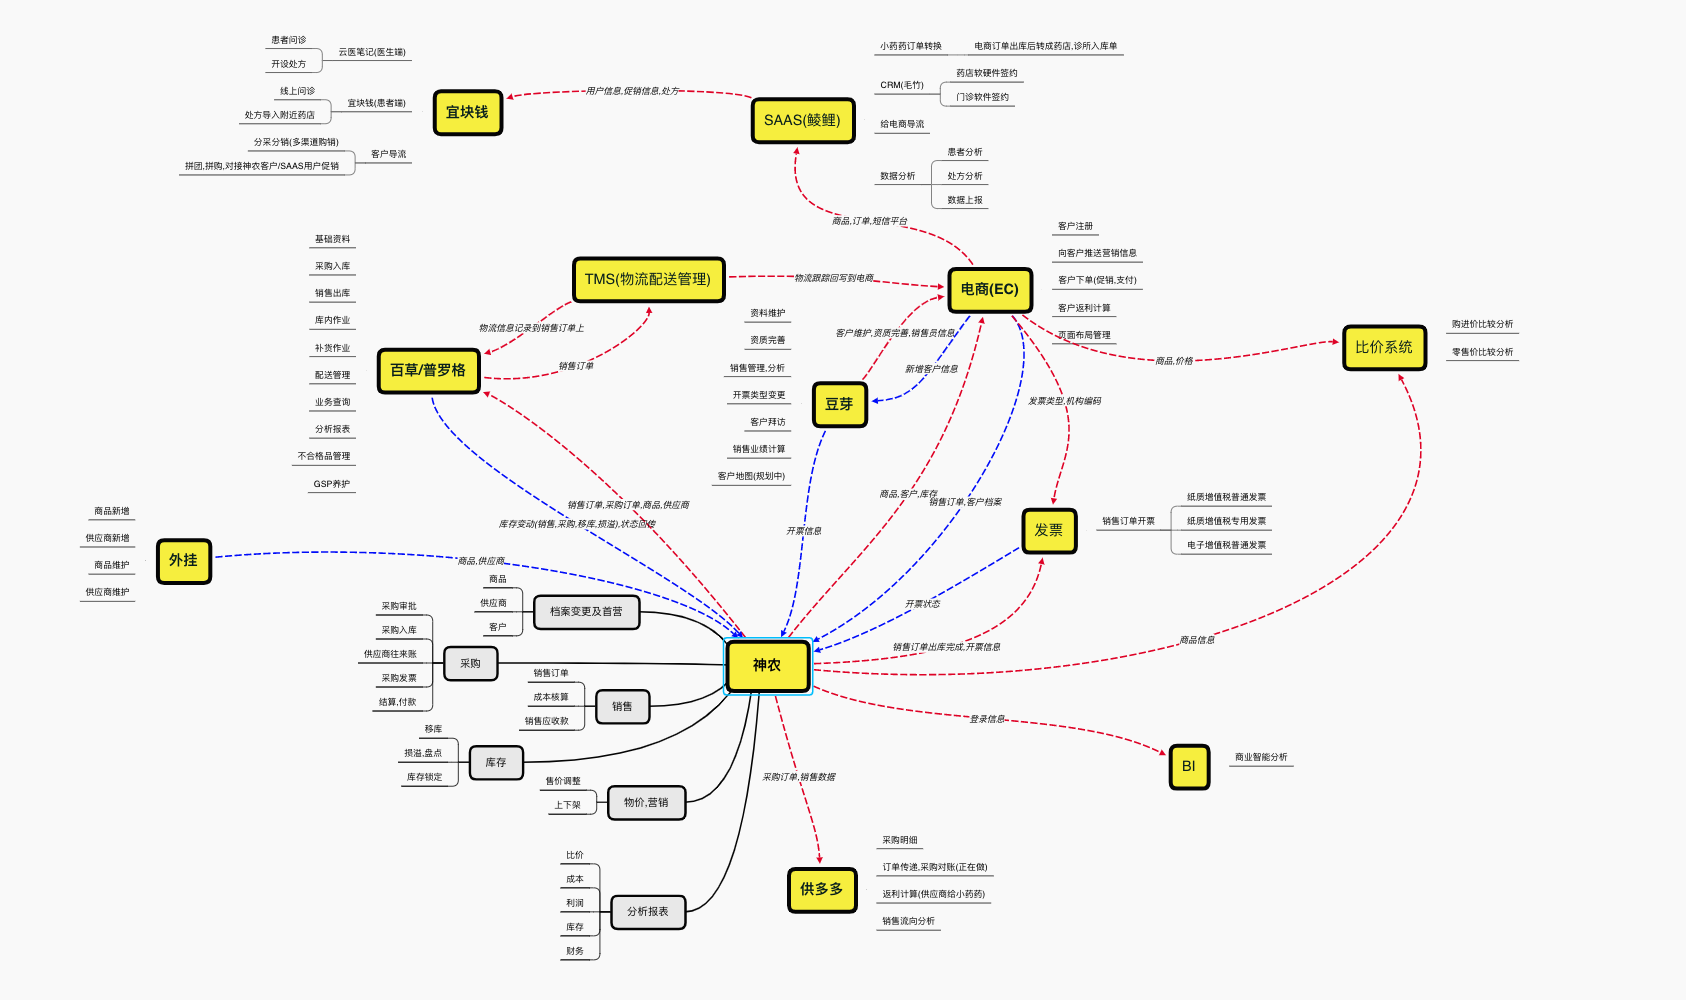 患者问诊
开设处方
云医笔记(医生端)
线上问诊
处方导入附近药店
宜块钱(患者端)
分采分销(多渠道购销)
拼团,拼购,对接神农客户/SAAS用户促销
客户导流
宜块钱
用户信息,促销信息,处方
SAAS(鲮鲤)
小药药订单转换
电商订单出库后转成药店,诊所入库单
CRM(毛竹)
药店软硬件签约
门诊软件签约
给电商导流
数据分析
患者分析
处方分析
数据上报
商品,订单,短信平台
基础资料
采购入库
销售出库
库内作业
补货作业
配送管理
业务查询
分析报表
不合格品管理
GSP养护
TMS(物流配送管理)
物流跟踪回写到电商
电商(EC)
客户注册
向客户推送营销信息
客户下单(促销,支付)
客户返利计算
页面布局管理
物流信息记录到销售订单上
百草/普罗格
销售订单
资料维护
资质完善
销售管理,分析
开票类型变更
客户拜访
销售业绩计算
客户地图(规划中)
客户维护,资质完善,销售员信息
新增客户信息
豆芽
商品,价格
比价系统
购进价比较分析
零售价比较分析
发票类型,机构编码
商品,客户,库存
销售订单,客户档案
销售订单,采购订单,商品,供应商
库存变动(销售,采购,移库,损溢),状态回传
开票信息
发票
销售订单开票
纸质增值税普通发票
纸质增值税专用发票
电子增值税普通发票
商品新增
供应商新增
商品维护
供应商维护
外挂
商品,供应商
商品
供应商
客户
档案变更及首营
采购审批
采购入库
供应商往来账
采购发票
结算,付款
采购
销售订单
成本核算
销售应收款
销售
神农
开票状态
销售订单出库完成,开票信息
商品信息
登录信息
BI
商业智能分析
移库
损溢,盘点
库存锁定
库存
售价调整
上下架
物价,营销
采购订单,销售数据
比价
成本
利润
库存
财务
分析报表
供多多
采购明细
订单传递,采购对账(正在做)
返利计算(供应商给小药药)
销售流向分析